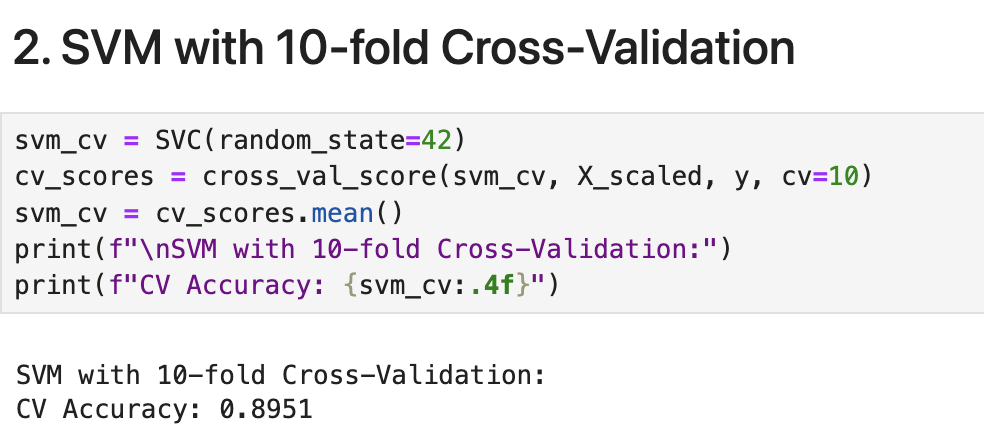 2. SVM with 10-fold Cross-Validation
svm_cv = SVC(random_state=42)
cv_scores = cross_val_score(svm_cv, X_scaled, y, cv=10)
svm_cv = cv_scores.mean()
print(f"\nSVM with 10-fold Cross-Validation:")
print(f"CV Accuracy: {svm_cv:.4f}")
SVM with 10-fold Cross-Validation:
CV Accuracy: 0.8951